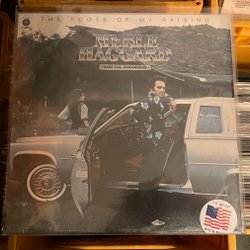 THE ROOTS OF MY RAISING
MERLE
HAGGARD
AND THE STRANGERS